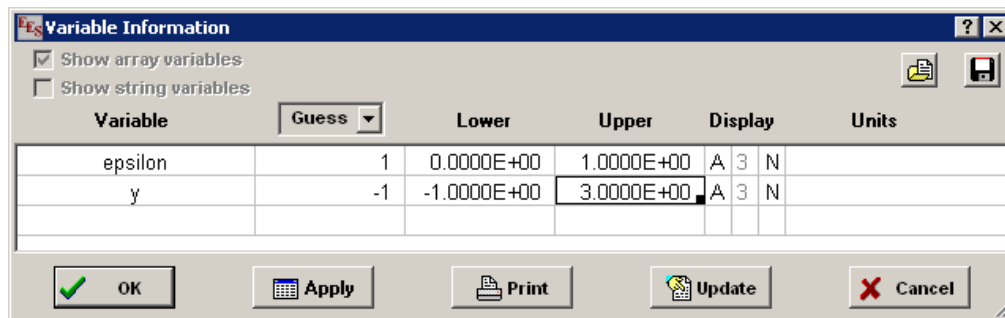 EES Variable Information
Show array variables
Show string variables
Variable Guess Lower Upper Display Units
epsilon 1 0.0000E+00 1.0000E+00 A 3 N
y -1 -1.0000E+00 3.0000E+00 A 3 N
OK Apply Print Update Cancel